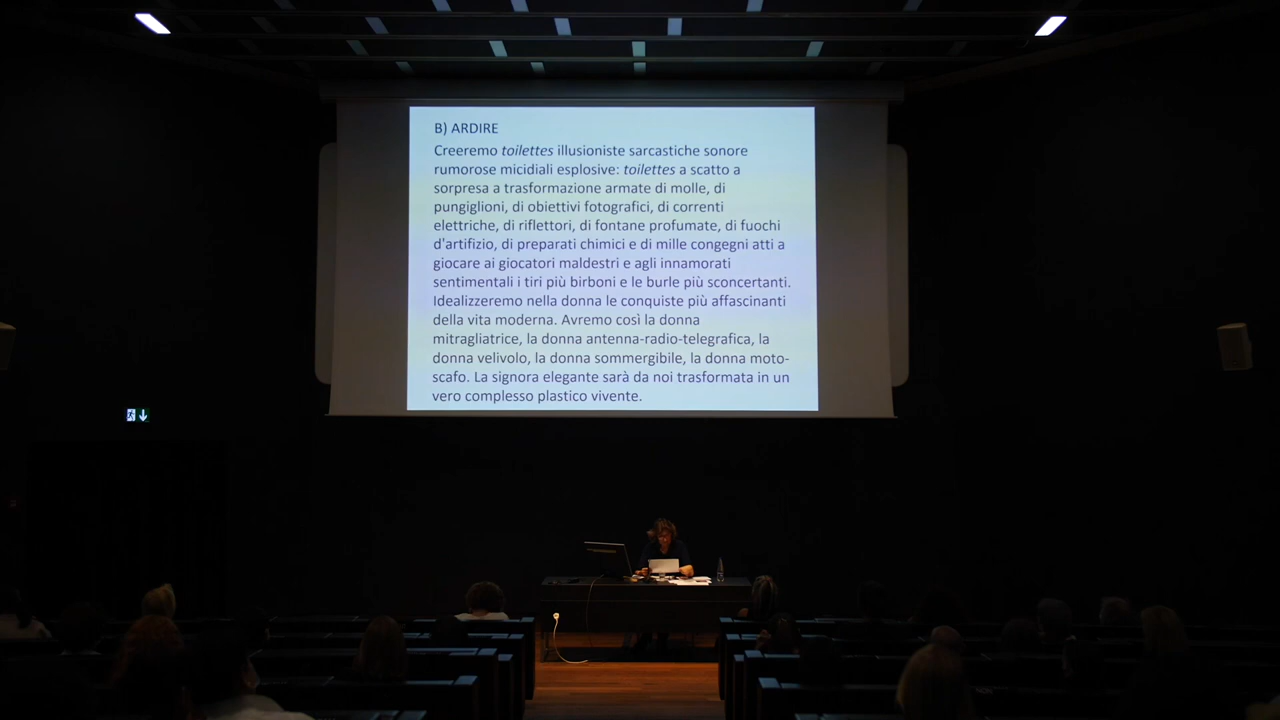 B) ARDIRE
Creeremo toilettes illusioniste sarcastiche sonore
rumorose micidiali esplosive: toilettes a scatto a
sorpresa a trasformazione armate di molle, di
pungiglioni, di obiettivi fotografici, di correnti
elettriche, di riflettori, di fontane profumate, di fuochi
d'artifizio, di preparati chimici e di mille congegni atti a
giocare ai giocatori maldestri e agli innamorati
sentimentali i tiri più birboni e le burle più sconcertanti.
Idealizzeremo nella donna le conquiste più affascinanti
della vita moderna. Avremo così la donna
mitragliatrice, la donna antenna-radio-telegrafica, la
donna velivolo, la donna sommergibile, la donna moto-
scafo. La signora elegante sarà da noi trasformata in un
vero complesso plastico vivente.